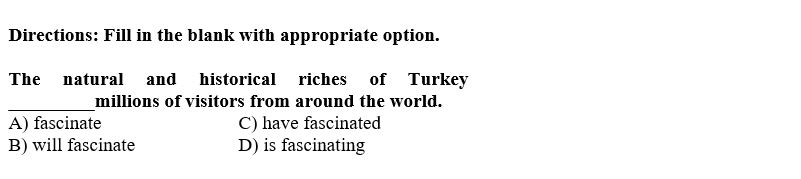 Directions: Fill in the blank with appropriate option.
The natural and historical riches of Turkey
_________millions of visitors from around the world.
A) fascinate C) have fascinated
B) will fascinate D) is fascinating